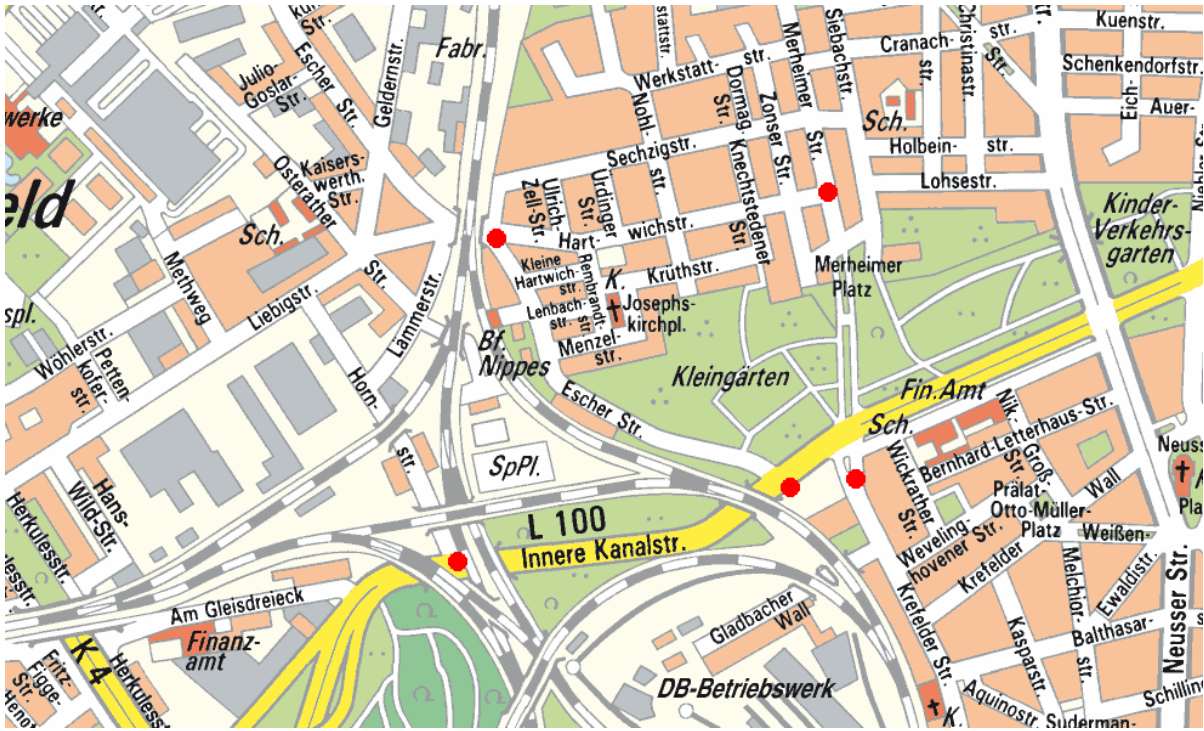 Fabr.
Escher Str.
Geldernstr.
Julio-
Goslar-
Str.
werke
Kaisers-
werth.
Str.
Osterather
Str.
eld
Sch.
Methweg
Liebigstr.
Lämmerstr.
Wöhlerstr.
spl.
Petten-
kofer-
str.
Horn-
str.
Hans-
Wild-Str.
Herkulesstr.
Am Gleisdreieck
Finanz-
amt
K 4
Herkulesstr.
Fritz-
Figge-
Str.
Werkstatt-
str.
Cranach-
str.
Merheimer
Str.
Siebachstr.
Christinastr.
Kuenstr.
Schenkendorfstr.
Eich-
Auer-
Sch.
Holbein-
str.
Lohsestr.
Nohl-
str.
Dormag.
Str.
Zonser Str.
Sechzigstr.
Knechtstedener
Str
Ulrich-
Zell-Str.
Urdinger
Str.
Hart-
wichstr.
Kleine
Hartwich-
str.
Rembrandt-
str.
K.
Krüthstr.
Lenbach-
str.
Josephs-
kirchpl.
Menzel-
str.
Bf.
Nippes
Merheimer
Platz
Kinder-
Verkehrs-
garten
Kleingärten
Escher Str.
Fin.Amt
Sch.
SpPl.
L 100
Innere Kanalstr.
Nik.-
Groß-
Str
Bernhard-Letterhaus-Str.
Wickrather
Str
Prälat-
Otto-Müller-
Platz
Wall
Weißen-
Neuss
K
Pla
Weveling-
hovener Str.
Krefelder
Krefelder Str.
Melchior-
str.
Ewaldistr.
Balthasar-
Neusser Str.
Kasparstr.
Schilling
Aquinostr.
Suderman-
K.
Gladbacher
Wall
DB-Betriebswerk